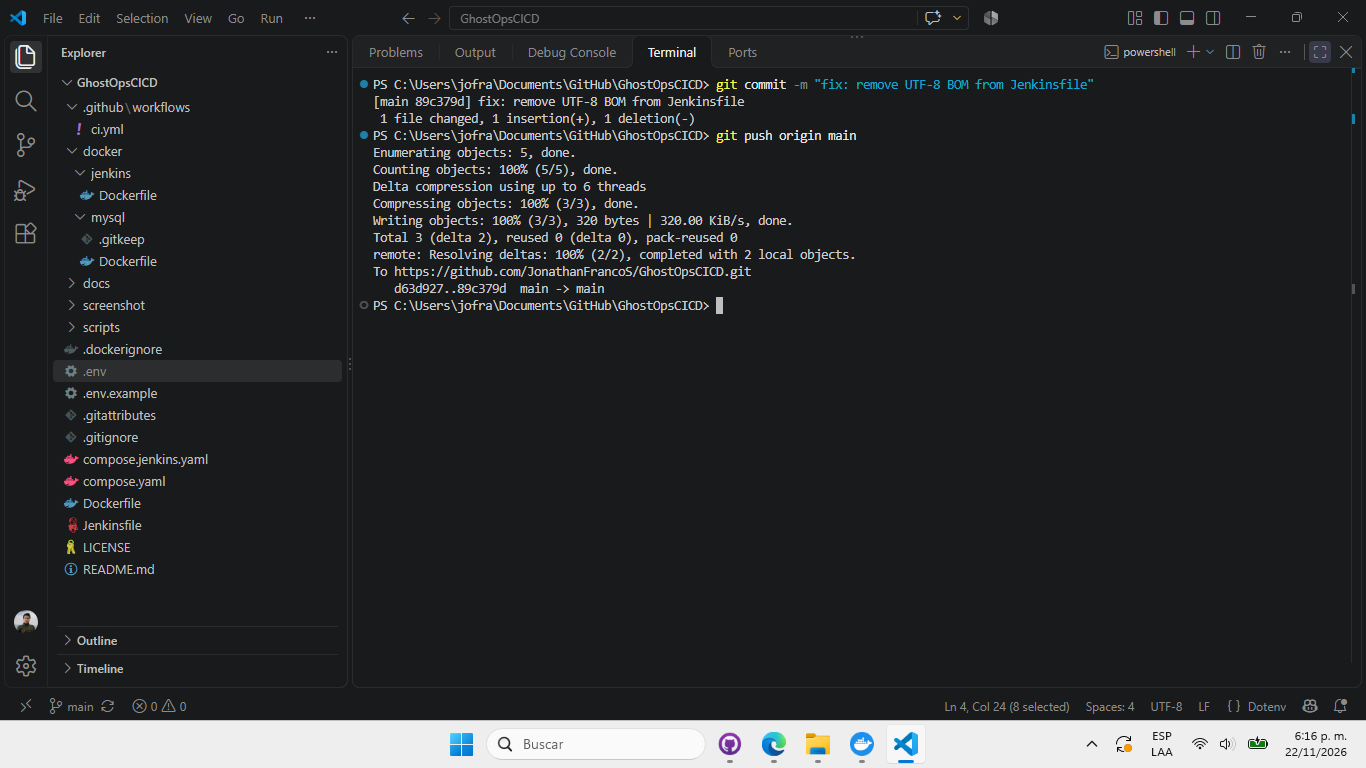 File Edit Selection View Go Run ···
GhostOpsCICD
Explorer ···
GhostOpsCICD
.github\workflows
! ci.yml
docker
jenkins
Dockerfile
mysql
.gitkeep
Dockerfile
docs
screenshot
scripts
.dockerignore
.env
.env.example
.gitattributes
.gitignore
compose.jenkins.yaml
compose.yaml
Dockerfile
Jenkinsfile
LICENSE
README.md
Outline
Timeline
Problems Output Debug Console Terminal Ports
powershell
PS C:\Users\jofra\Documents\GitHub\GhostOpsCICD> git commit -m "fix: remove UTF-8 BOM from Jenkinsfile"
[main 89c379d] fix: remove UTF-8 BOM from Jenkinsfile
1 file changed, 1 insertion(+), 1 deletion(-)
PS C:\Users\jofra\Documents\GitHub\GhostOpsCICD> git push origin main
Enumerating objects: 5, done.
Counting objects: 100% (5/5), done.
Delta compression using up to 6 threads
Compressing objects: 100% (3/3), done.
Writing objects: 100% (3/3), 320 bytes | 320.00 KiB/s, done.
Total 3 (delta 2), reused 0 (delta 0), pack-reused 0
remote: Resolving deltas: 100% (2/2), completed with 2 local objects.
To https://github.com/JonathanFrancoS/GhostOpsCICD.git
d63d927..89c379d main -> main
PS C:\Users\jofra\Documents\GitHub\GhostOpsCICD>
main 0 0 Ln 4, Col 24 (8 selected) Spaces: 4 UTF-8 LF { } Dotenv
Buscar
ESP
LAA
6:16 p. m.
22/11/2026